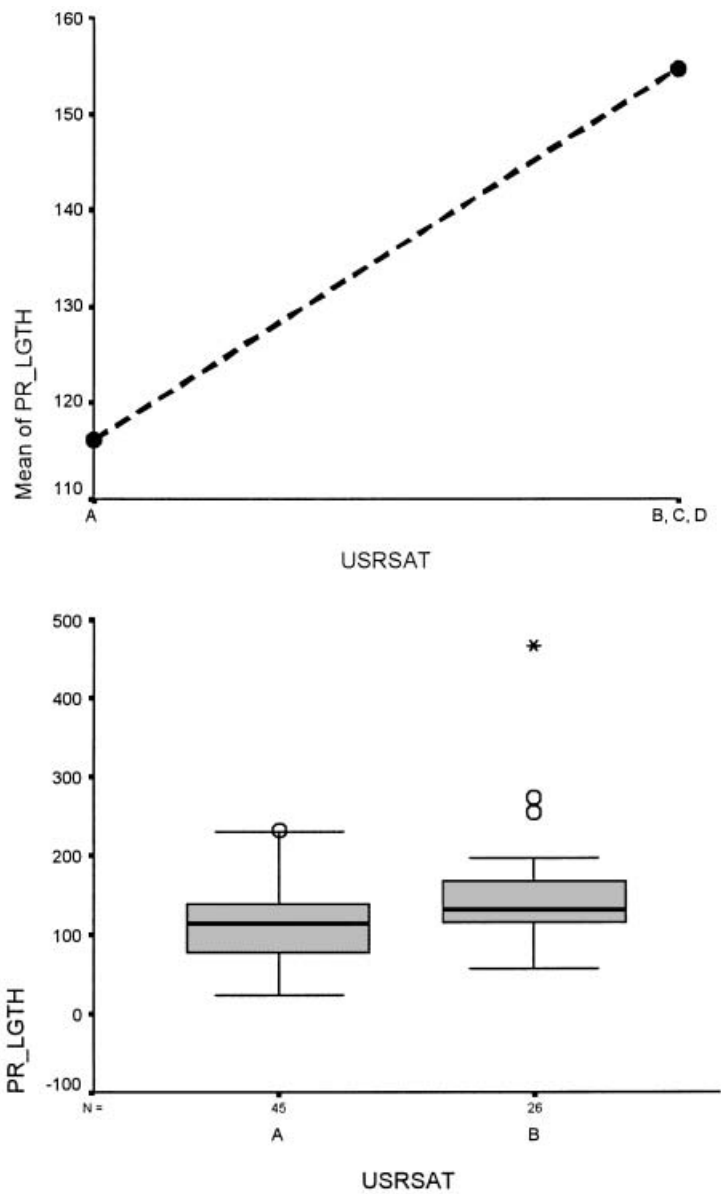 160
150
140
130
120
110
Mean of PR_LGTH
A
B, C, D
USRSAT
500
400
300
200
100
0
-100
PR_LGTH
N =
45
26
A
B
USRSAT